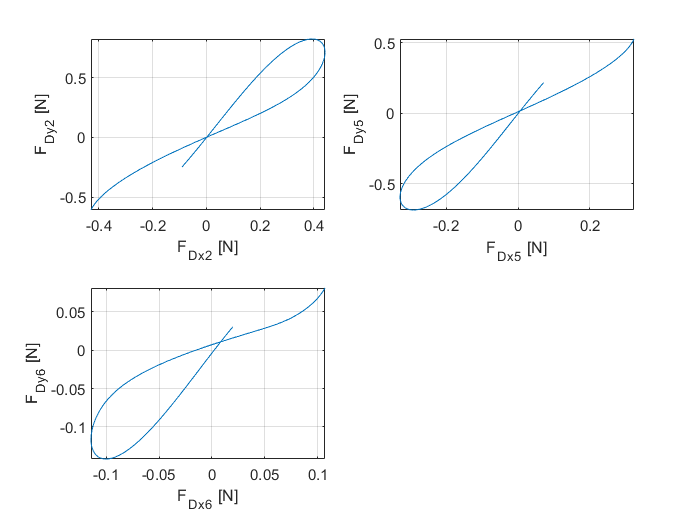 0.5
0
-0.5
-0.4 -0.2 0 0.2 0.4
F_Dy2 [N]
F_Dx2 [N]
0.5
0
-0.5
-0.2 0 0.2
F_Dy5 [N]
F_Dx5 [N]
0.05
0
-0.05
-0.1
-0.1 -0.05 0 0.05 0.1
F_Dy6 [N]
F_Dx6 [N]